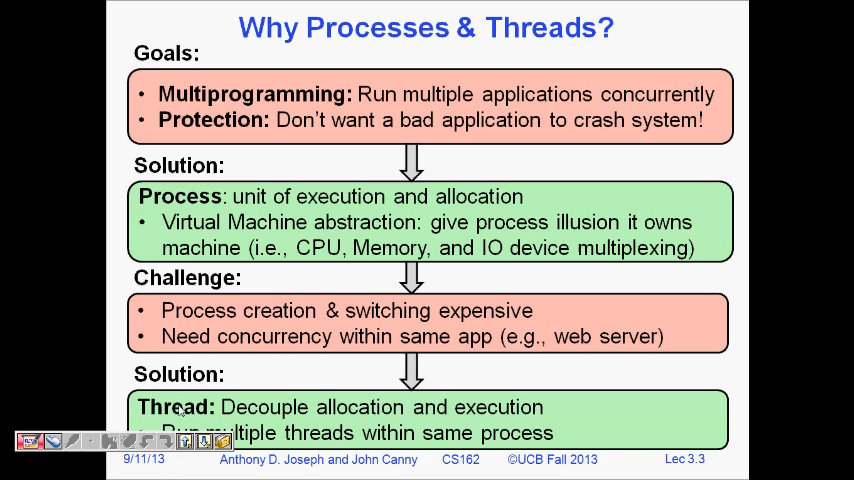 Why Processes & Threads?
Goals:
• Multiprogramming: Run multiple applications concurrently
• Protection: Don't want a bad application to crash system!
Solution:
Process: unit of execution and allocation
• Virtual Machine abstraction: give process illusion it owns
machine (i.e., CPU, Memory, and IO device multiplexing)
Challenge:
• Process creation & switching expensive
• Need concurrency within same app (e.g., web server)
Solution:
Thread: Decouple allocation and execution
• Run multiple threads within same process
9/11/13 Anthony D. Joseph and John Canny CS162 ©UCB Fall 2013 Lec 3.3